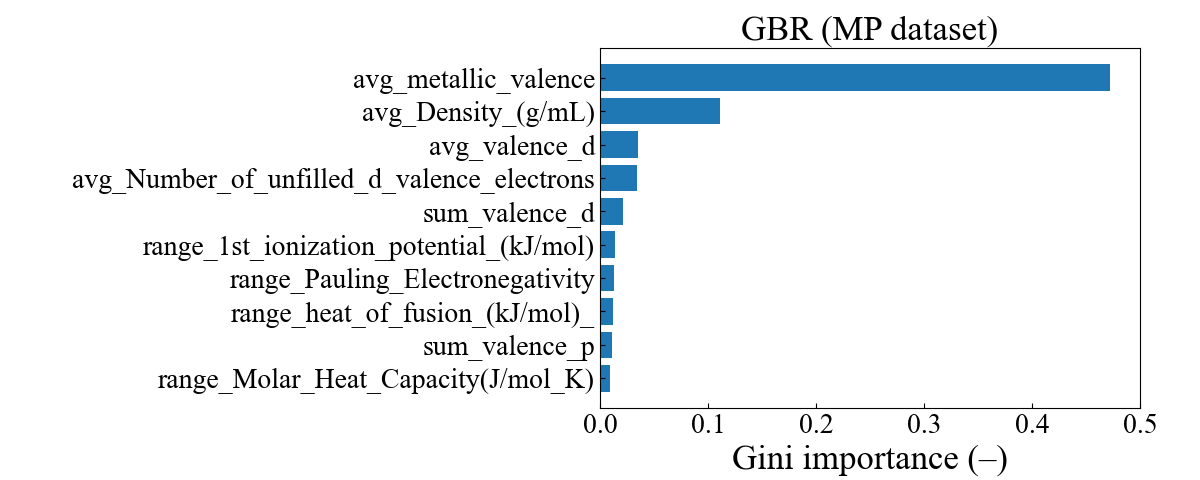 GBR (MP dataset)
avg_metallic_valence
avg_Density_(g/mL)
avg_valence_d
avg_Number_of_unfilled_d_valence_electrons
sum_valence_d
range_1st_ionization_potential_(kJ/mol)
range_Pauling_Electronegativity
range_heat_of_fusion_(kJ/mol)_
sum_valence_p
range_Molar_Heat_Capacity(J/mol_K)
0.0 0.1 0.2 0.3 0.4 0.5
Gini importance (–)